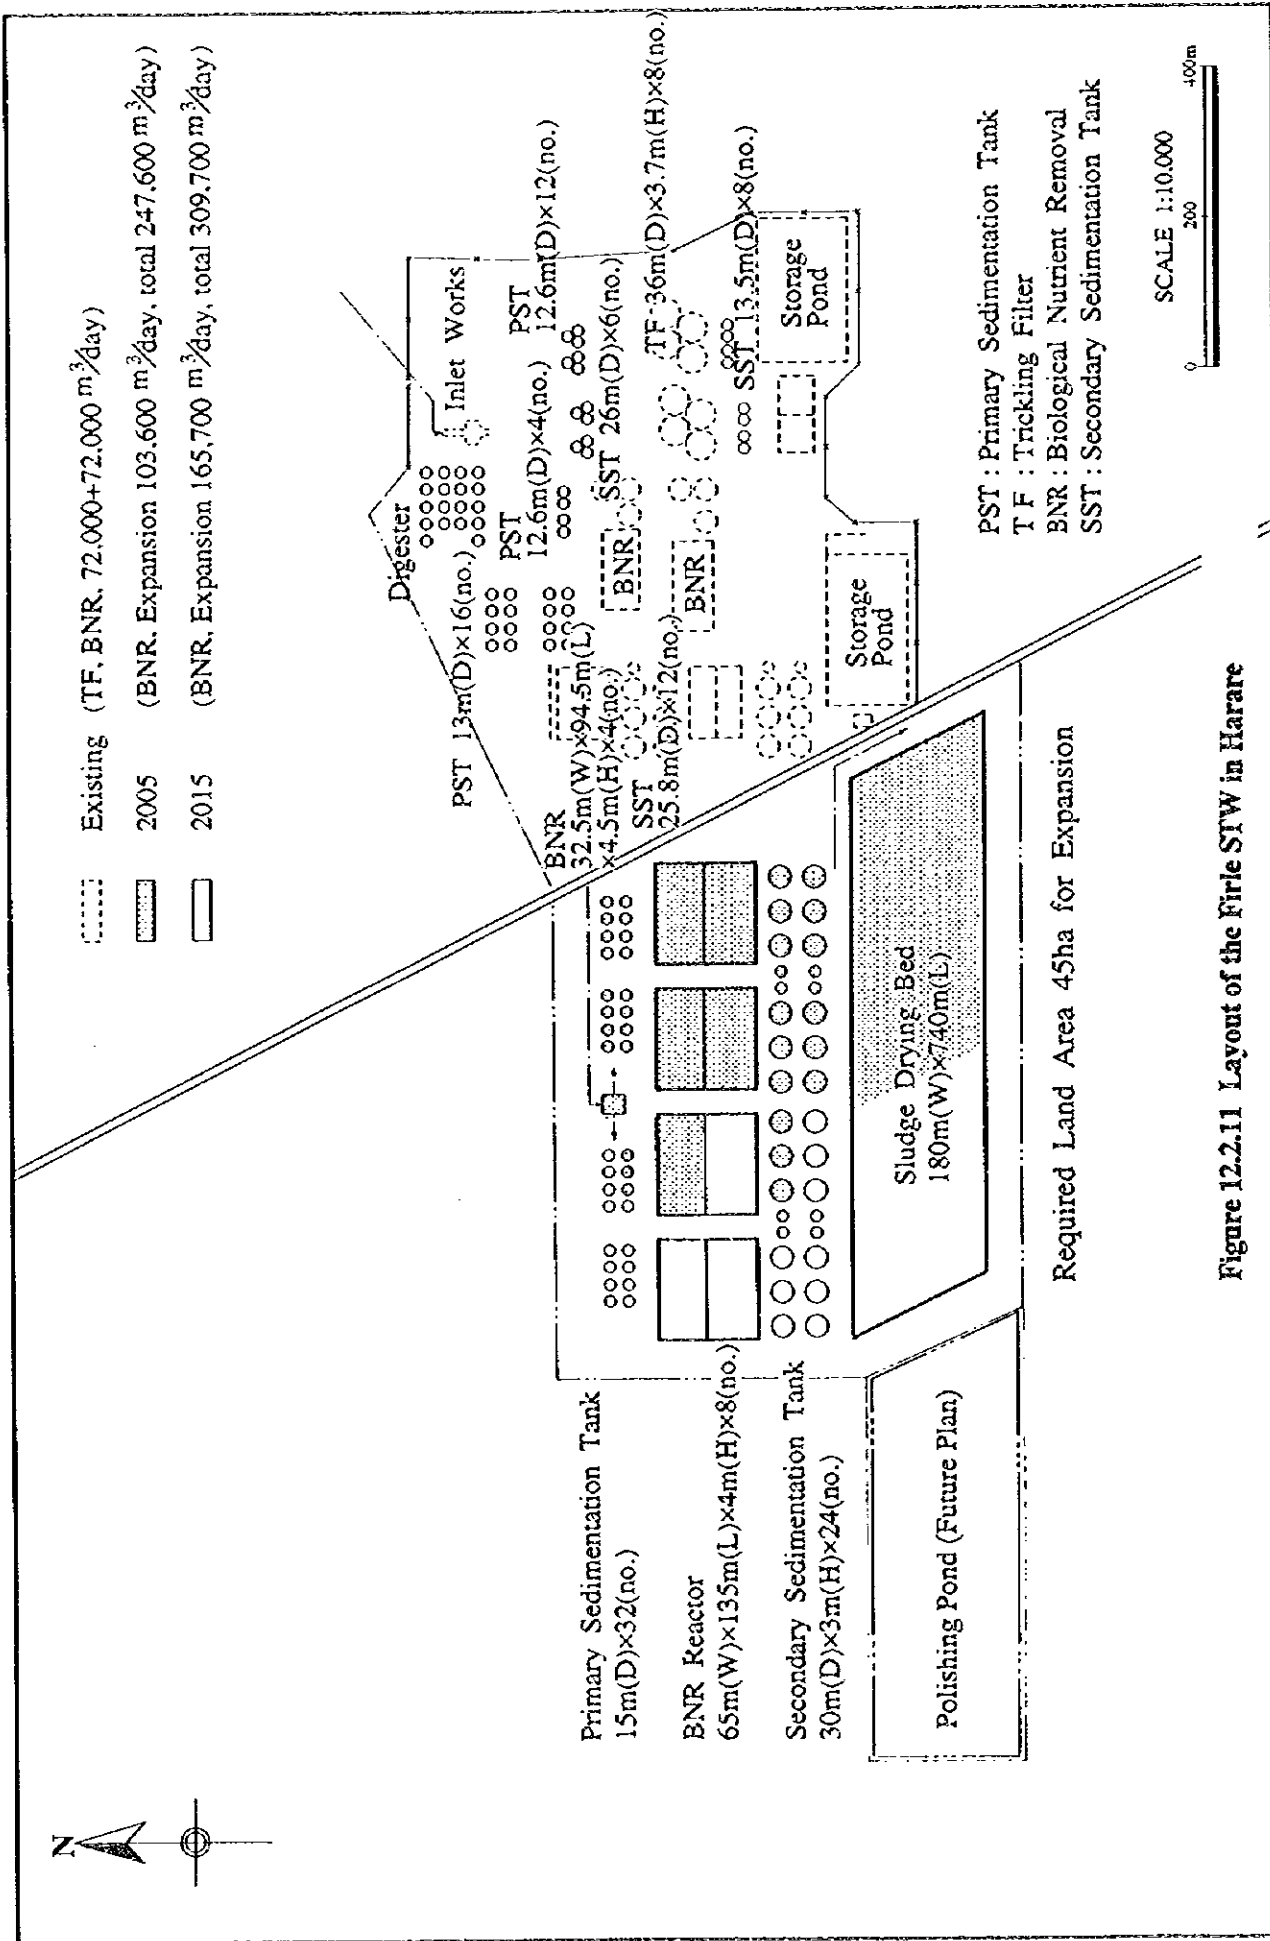 N
Existing (TF, BNR, 72.000+72.000 m³/day)
2005 (BNR, Expansion 103.600 m³/day, total 247.600 m³/day)
2015 (BNR, Expansion 165,700 m³/day, total 309.700 m³/day)
Digester
Inlet Works
PST 13m(D)×16(no.)
PST
12.6m(D)×4(no.)
PST
12.6m(D)×12(no.)
BNR
32.5m(W)×94.5m(L)
×4.5m(H)×4(no.)
SST
25.8m(D)×12(no.)
BNR
SST 26m(D)×6(no.)
BNR
TF 36m(D)×3.7m(H)×8(no.)
SST 13.5m(D)×8(no.)
Storage
Pond
Storage
Pond
Primary Sedimentation Tank
15m(D)×32(no.)
BNR Reactor
65m(W)×135m(L)×4m(H)×8(no.)
Secondary Sedimentation Tank
30m(D)×3m(H)×24(no.)
Sludge Drying Bed
180m(W)×740m(L)
Polishing Pond (Future Plan)
Required Land Area 45ha for Expansion
PST : Primary Sedimentation Tank
T F : Trickling Filter
BNR : Biological Nutrient Removal
SST : Secondary Sedimentation Tank
SCALE 1:10.000
0 200 400m
Figure 12.2.11 Layout of the Firle STW in Harare